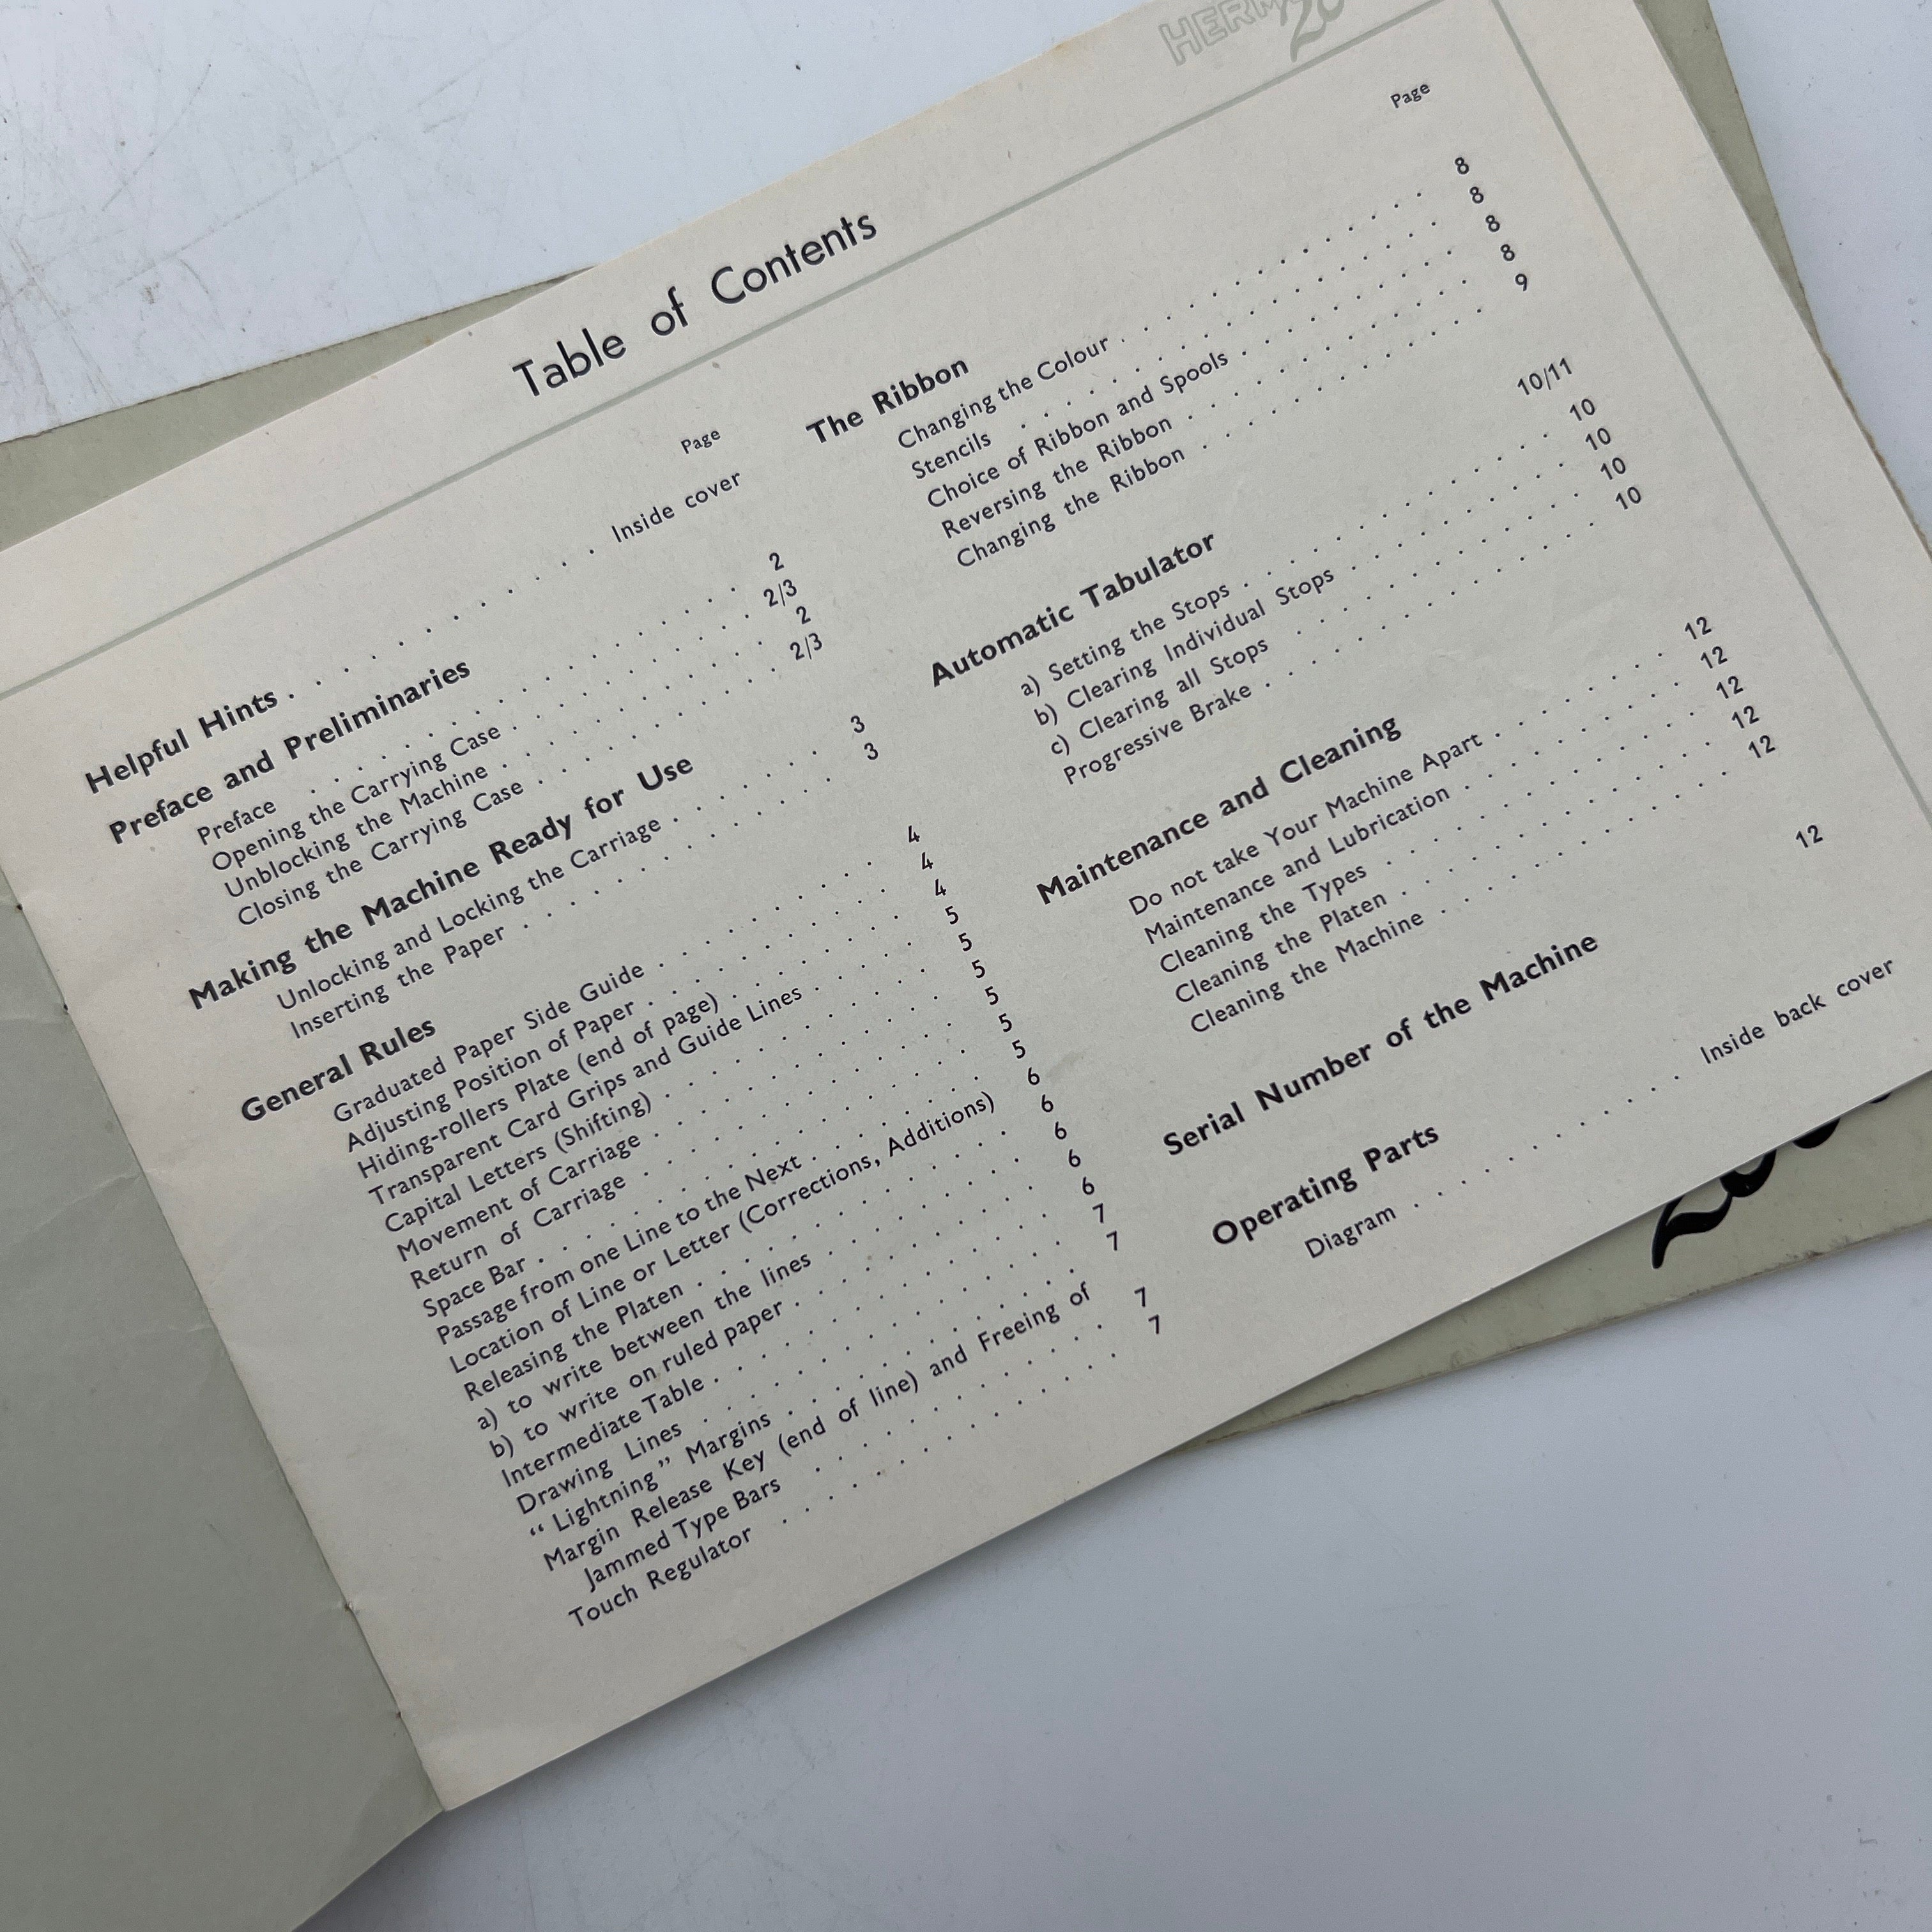 HERM
Table of Contents
Page
Helpful Hints . . . . . . . . . . . . Inside cover
Preface and Preliminaries
Preface . . . . . . . . . . . . . . . . 2
Opening the Carrying Case . . . . . . . . . . 2/3
Unblocking the Machine . . . . . . . . . . . 2
Closing the Carrying Case . . . . . . . . . . 2/3
Making the Machine Ready for Use
Unlocking and Locking the Carriage . . . . . . . 3
Inserting the Paper . . . . . . . . . . . . 3
General Rules
Graduated Paper Side Guide . . . . . . . . . 4
Adjusting Position of Paper . . . . . . . . . . 4
Hiding-rollers Plate (end of page) . . . . . . . . 4
Transparent Card Grips and Guide Lines . . . . . 5
Capital Letters (Shifting) . . . . . . . . . . . 5
Movement of Carriage . . . . . . . . . . . . 5
Return of Carriage . . . . . . . . . . . . . 5
Space Bar . . . . . . . . . . . . . . . . 5
Passage from one Line to the Next . . . . . . . 5
Location of Line or Letter (Corrections, Additions) 6
Releasing the Platen . . . . . . . . . . . . 6
a) to write between the lines . . . . . . . . . 6
b) to write on ruled paper . . . . . . . . . . 6
Intermediate Table . . . . . . . . . . . . . 6
Drawing Lines . . . . . . . . . . . . . . 7
“ Lightning ” Margins . . . . . . . . . . . . 7
Margin Release Key (end of line) and Freeing of
Jammed Type Bars . . . . . . . . . . . . 7
Touch Regulator . . . . . . . . . . . . . 7
Page
The Ribbon
Changing the Colour . . . . . . . . . . . . 8
Stencils . . . . . . . . . . . . . . . . 8
Choice of Ribbon and Spools . . . . . . . . . 8
Reversing the Ribbon . . . . . . . . . . . . 8
Changing the Ribbon . . . . . . . . . . . . 9
Automatic Tabulator 10/11
a) Setting the Stops . . . . . . . . . . . . 10
b) Clearing Individual Stops . . . . . . . . . 10
c) Clearing all Stops . . . . . . . . . . . . 10
Progressive Brake . . . . . . . . . . . . . 10
Maintenance and Cleaning
Do not take Your Machine Apart . . . . . . . 12
Maintenance and Lubrication . . . . . . . . . 12
Cleaning the Types . . . . . . . . . . . . 12
Cleaning the Platen . . . . . . . . . . . . 12
Cleaning the Machine . . . . . . . . . . . 12
Serial Number of the Machine 12
Operating Parts
Diagram . . . . . . . . . . . Inside back cover